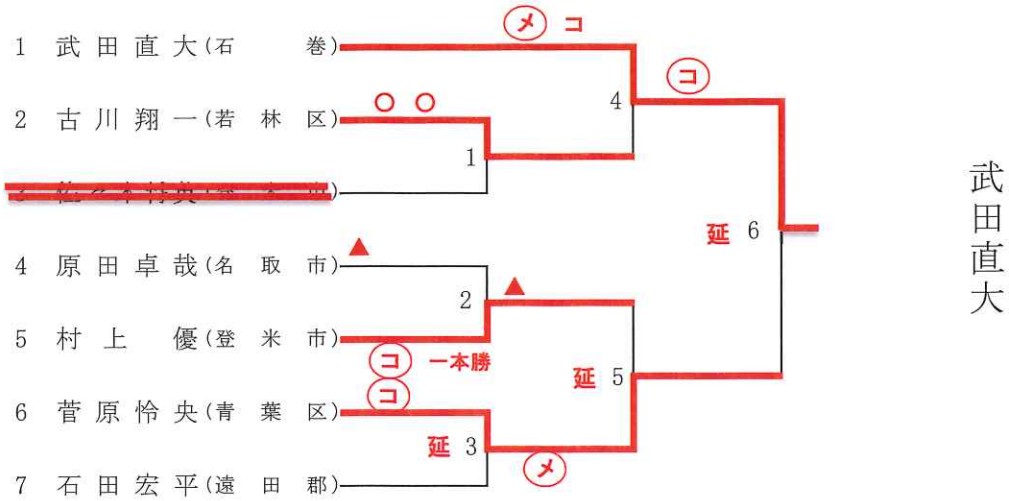 メ コ
1 武田直大(石巻)
コ
4
2 古川翔一(若林区)
○ ○
1
延 6
武田直大
4 原田卓哉(名取市)
▲
2
▲
5 村上 優(登米市)
コ 一本勝
延 5
コ
6 菅原怜央(青葉区)
延 3
メ
7 石田宏平(遠田郡)